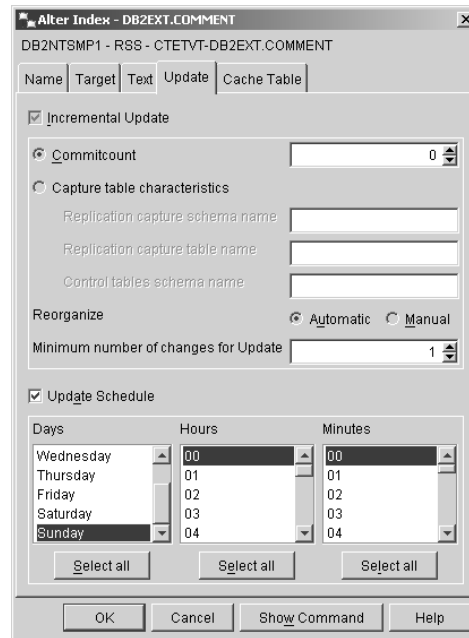 Alter Index - DB2EXT.COMMENT
DB2NTSMP1 - RSS - CTETVT-DB2EXT.COMMENT
Name Target Text Update Cache Table
Incremental Update
Commitcount 0
Capture table characteristics
Replication capture schema name
Replication capture table name
Control tables schema name
Reorganize Automatic Manual
Minimum number of changes for Update 1
Update Schedule
Days Hours Minutes
Wednesday 00 00
Thursday 01 01
Friday 02 02
Saturday 03 03
Sunday 04 04
Select all Select all Select all
OK Cancel Show Command Help